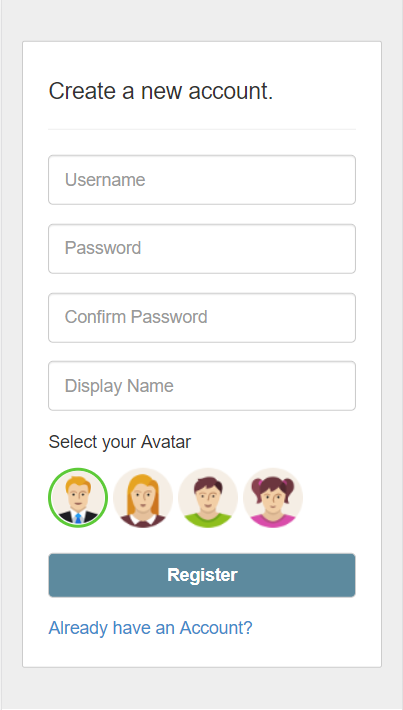 Create a new account.
Username
Password
Confirm Password
Display Name
Select your Avatar
Register
Already have an Account?